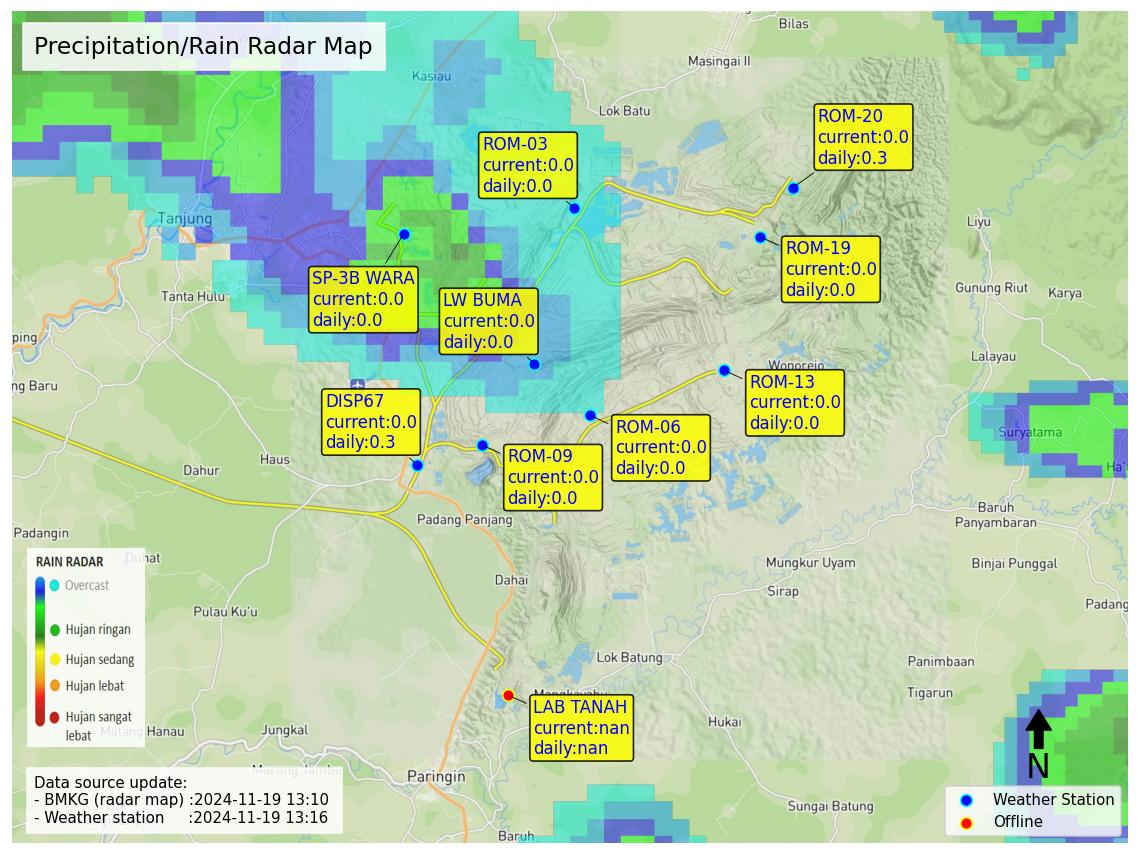 Precipitation/Rain Radar Map
Bilas
Masingai II
Kasiau
Lok Batu
ROM-20
current:0.0
daily:0.3
ROM-03
current:0.0
daily:0.0
Tanjung
Liyu
ROM-19
current:0.0
daily:0.0
SP-3B WARA
current:0.0
daily:0.0
Tanta Hutu
LW BUMA
current:0.0
daily:0.0
Gunung Riut
Karya
ping
Lalayau
Wonorejo
ng Baru
ROM-13
current:0.0
daily:0.0
DISP67
current:0.0
daily:0.3
ROM-06
current:0.0
daily:0.0
Suryatama
ROM-09
current:0.0
daily:0.0
Haus
Dahur
Baruh
Panyambaran
Padang Panjang
Padangin
Duhat
Mungkur Uyam
Binjai Punggal
Dahai
Sirap
Padang
RAIN RADAR
Overcast
Hujan ringan
Hujan sedang
Hujan lebat
Hujan sangat
lebat
Pulau Ku'u
Lok Batung
Panimbaan
Tigarun
Mangkayahu
LAB TANAH
current:nan
daily:nan
Matang Hanau
Jungkal
Hukai
N
Murung Jambu
Paringin
Data source update:
- BMKG (radar map) :2024-11-19 13:10
- Weather station :2024-11-19 13:16
Sungai Batung
Weather Station
Offline
Baruh